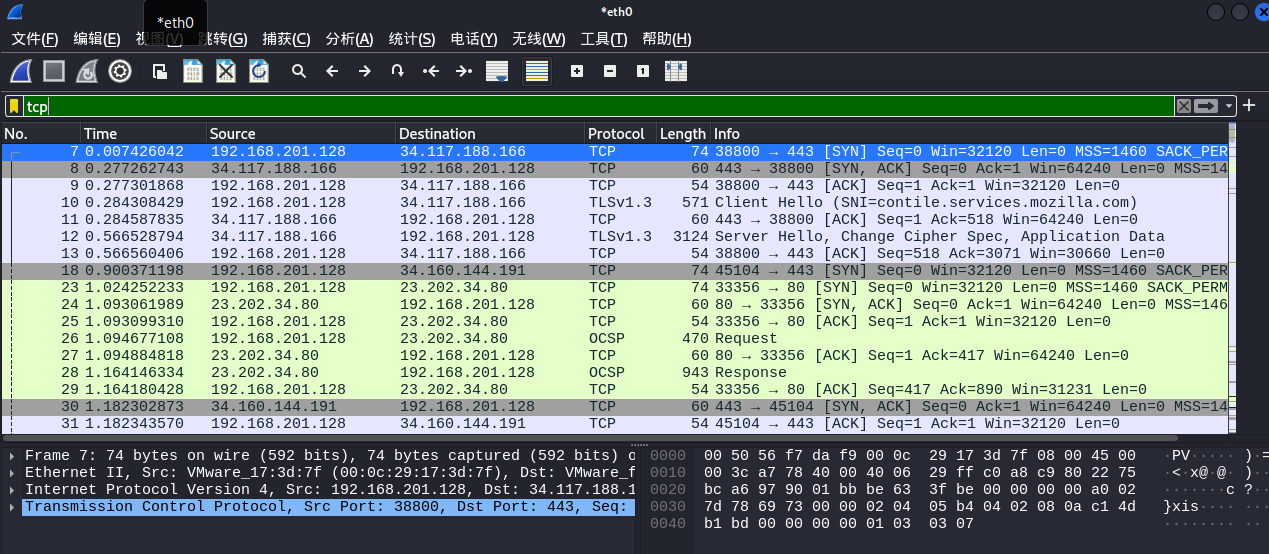 *eth0
*eth0
文件(F) 编辑(E) 视图(V) 跳转(G) 捕获(C) 分析(A) 统计(S) 电话(Y) 无线(W) 工具(T) 帮助(H)
tcp
No. Time Source Destination Protocol Length Info
7 0.007426042 192.168.201.128 34.117.188.166 TCP 74 38800 → 443 [SYN] Seq=0 Win=32120 Len=0 MSS=1460 SACK_PER
8 0.277262743 34.117.188.166 192.168.201.128 TCP 60 443 → 38800 [SYN, ACK] Seq=0 Ack=1 Win=64240 Len=0 MSS=14
9 0.277301868 192.168.201.128 34.117.188.166 TCP 54 38800 → 443 [ACK] Seq=1 Ack=1 Win=32120 Len=0
10 0.284308429 192.168.201.128 34.117.188.166 TLSv1.3 571 Client Hello (SNI=contile.services.mozilla.com)
11 0.284587835 34.117.188.166 192.168.201.128 TCP 60 443 → 38800 [ACK] Seq=1 Ack=518 Win=64240 Len=0
12 0.566528794 34.117.188.166 192.168.201.128 TLSv1.3 3124 Server Hello, Change Cipher Spec, Application Data
13 0.566560406 192.168.201.128 34.117.188.166 TCP 54 38800 → 443 [ACK] Seq=518 Ack=3071 Win=30660 Len=0
18 0.900371198 192.168.201.128 34.160.144.191 TCP 74 45104 → 443 [SYN] Seq=0 Win=32120 Len=0 MSS=1460 SACK_PER
23 1.024252233 192.168.201.128 23.202.34.80 TCP 74 33356 → 80 [SYN] Seq=0 Win=32120 Len=0 MSS=1460 SACK_PERM
24 1.093061989 23.202.34.80 192.168.201.128 TCP 60 80 → 33356 [SYN, ACK] Seq=0 Ack=1 Win=64240 Len=0 MSS=146
25 1.093099310 192.168.201.128 23.202.34.80 TCP 54 33356 → 80 [ACK] Seq=1 Ack=1 Win=32120 Len=0
26 1.094677108 192.168.201.128 23.202.34.80 OCSP 470 Request
27 1.094884818 23.202.34.80 192.168.201.128 TCP 60 80 → 33356 [ACK] Seq=1 Ack=417 Win=64240 Len=0
28 1.164146334 23.202.34.80 192.168.201.128 OCSP 943 Response
29 1.164180428 192.168.201.128 23.202.34.80 TCP 54 33356 → 80 [ACK] Seq=417 Ack=890 Win=31231 Len=0
30 1.182302873 34.160.144.191 192.168.201.128 TCP 60 443 → 45104 [SYN, ACK] Seq=0 Ack=1 Win=64240 Len=0 MSS=14
31 1.182343570 192.168.201.128 34.160.144.191 TCP 54 45104 → 443 [ACK] Seq=1 Ack=1 Win=32120 Len=0
Frame 7: 74 bytes on wire (592 bits), 74 bytes captured (592 bits) o
Ethernet II, Src: VMware_17:3d:7f (00:0c:29:17:3d:7f), Dst: VMware_f
Internet Protocol Version 4, Src: 192.168.201.128, Dst: 34.117.188.1
Transmission Control Protocol, Src Port: 38800, Dst Port: 443, Seq:
0000 00 50 56 f7 da f9 00 0c 29 17 3d 7f 08 00 45 00 ·PV····· )·=
0010 00 3c a7 78 40 00 40 06 29 ff c0 a8 c9 80 22 75 ·<·x@·@· )·
0020 bc a6 97 90 01 bb be 63 3f be 00 00 00 00 a0 02 ·······c ?·
0030 7d 78 69 73 00 00 02 04 05 b4 04 02 08 0a c1 4d }xis···· ··
0040 b1 bd 00 00 00 00 01 03 03 07 ········ ··